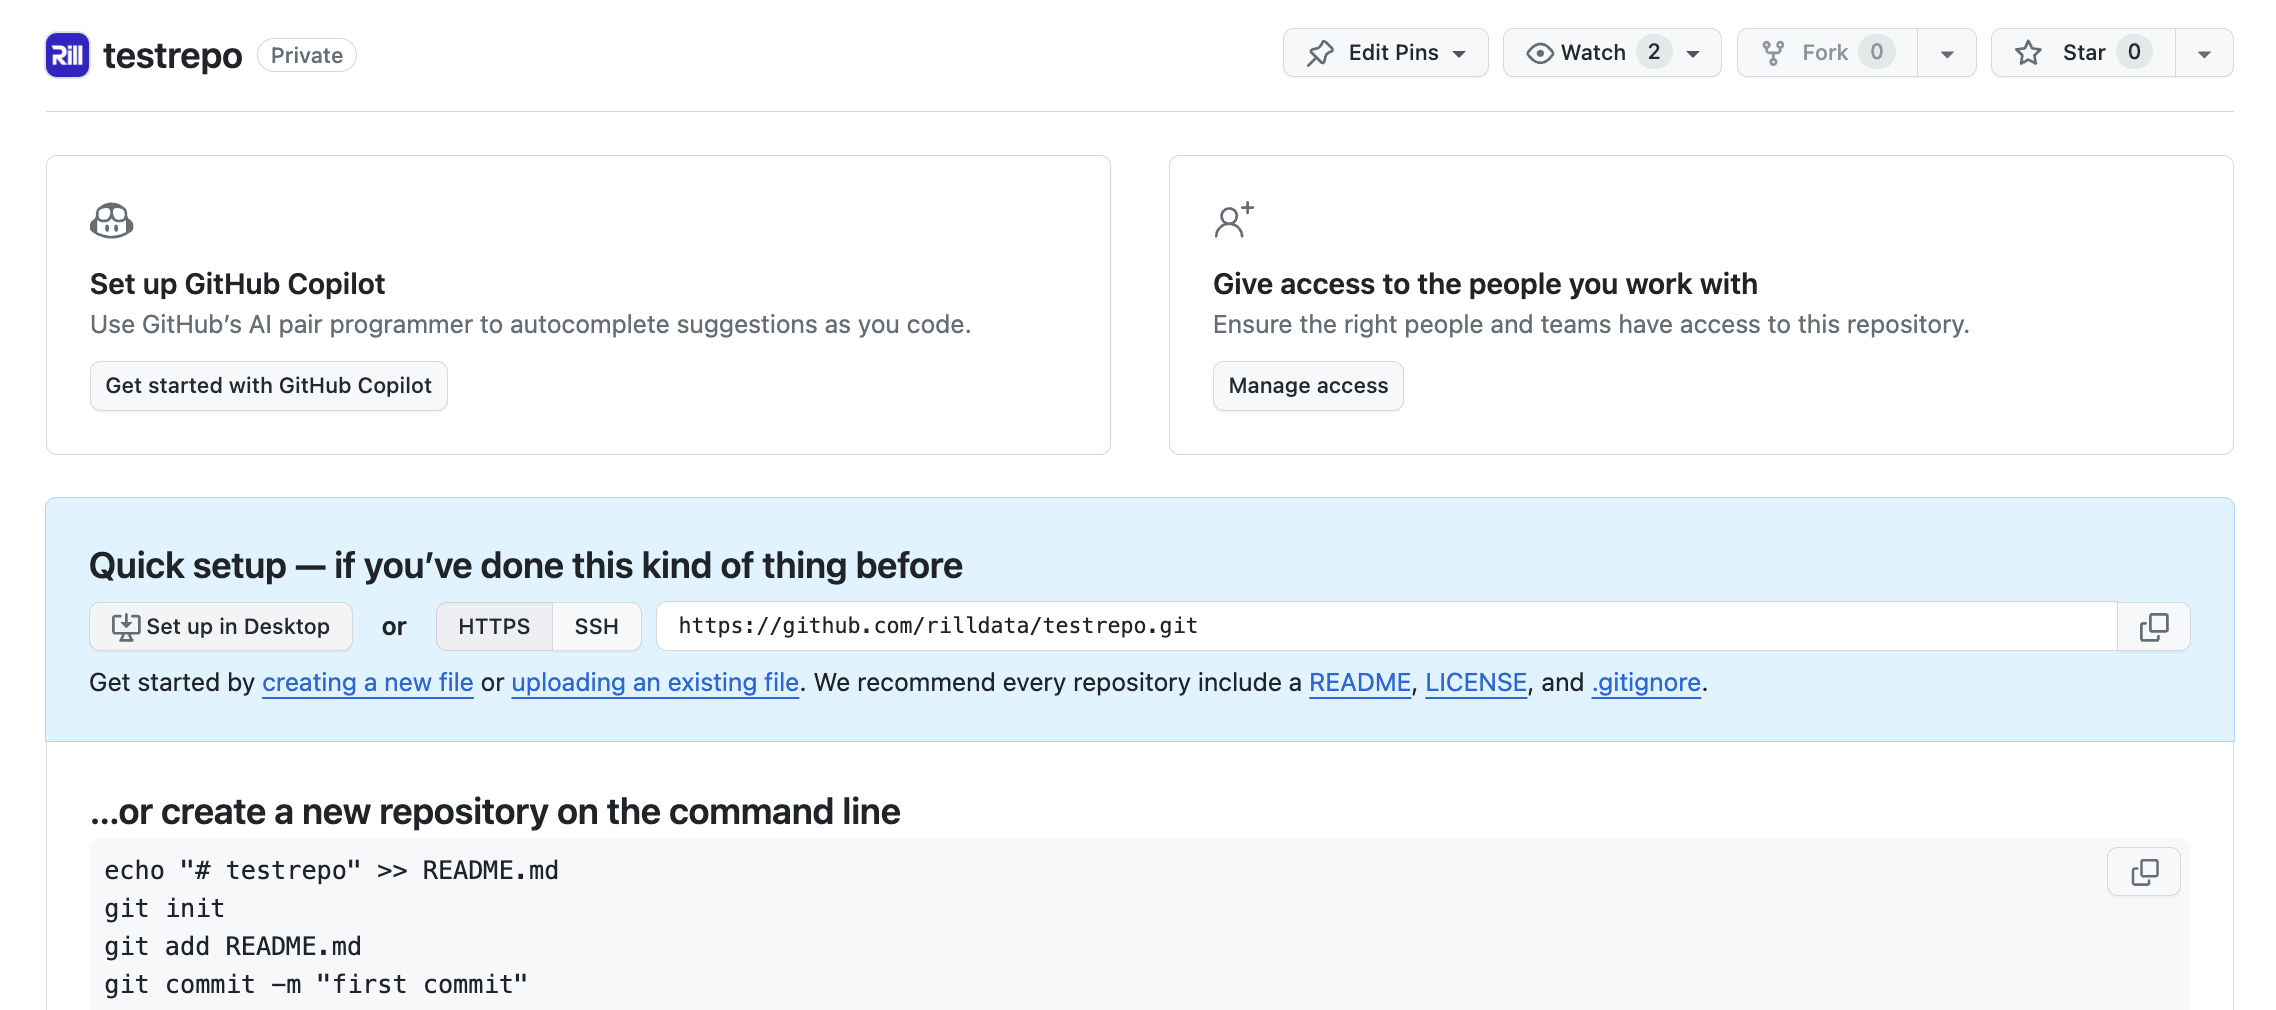 Rill testrepo Private
Edit Pins Watch 2 Fork 0 Star 0
Set up GitHub Copilot
Use GitHub’s AI pair programmer to autocomplete suggestions as you code.
Get started with GitHub Copilot
Give access to the people you work with
Ensure the right people and teams have access to this repository.
Manage access
Quick setup — if you’ve done this kind of thing before
Set up in Desktop or HTTPS SSH https://github.com/rilldata/testrepo.git
Get started by creating a new file or uploading an existing file. We recommend every repository include a README, LICENSE, and .gitignore.
…or create a new repository on the command line
echo "# testrepo" >> README.md
git init
git add README.md
git commit -m "first commit"